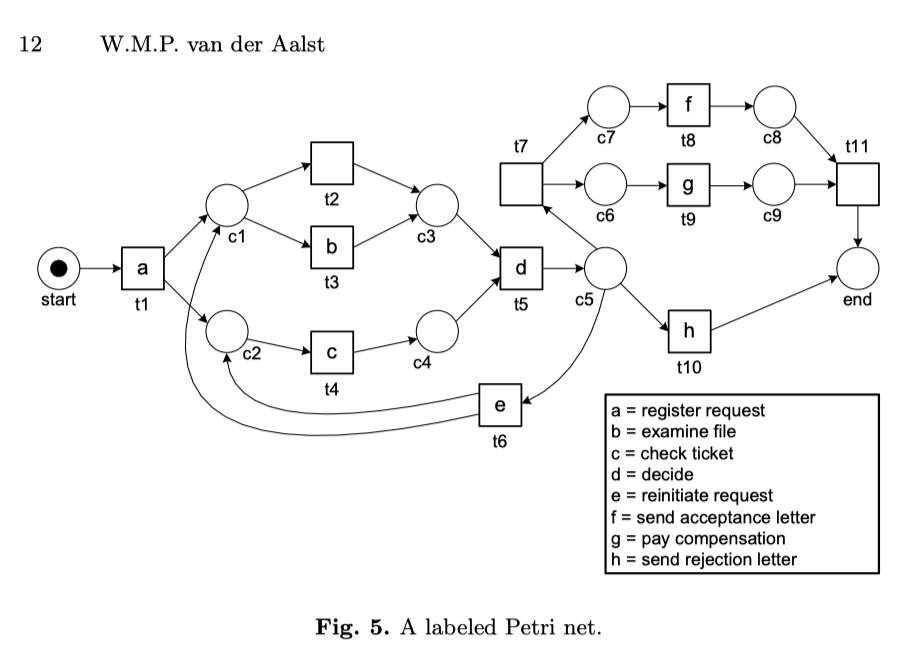 12 W.M.P. van der Aalst
c7
f
t8
c8
t7
t11
c6
g
t9
c9
t2
c1
b
t3
c3
start
a
t1
d
t5
c5
end
c2
c
t4
c4
h
t10
e
t6
a = register request
b = examine file
c = check ticket
d = decide
e = reinitiate request
f = send acceptance letter
g = pay compensation
h = send rejection letter
Fig. 5. A labeled Petri net.